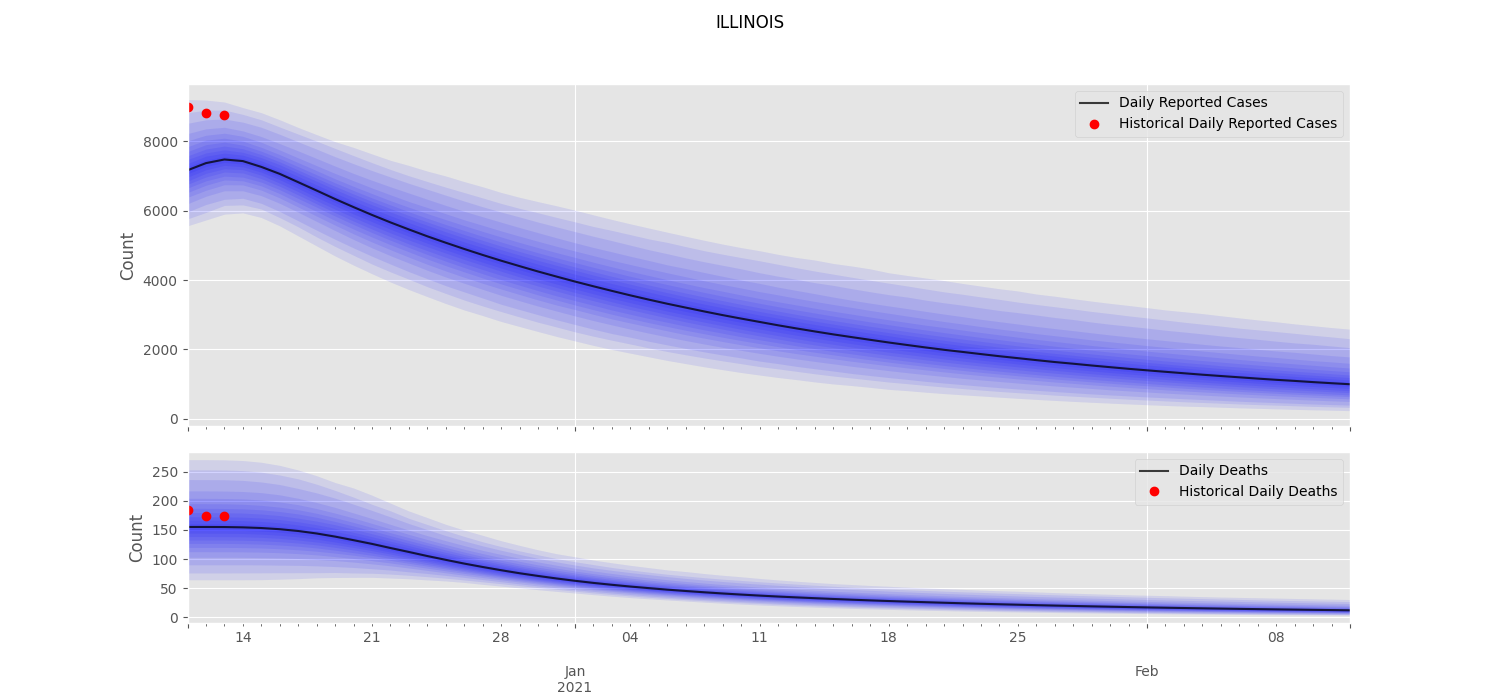 ILLINOIS
Count
8000
6000
4000
2000
0
Daily Reported Cases
Historical Daily Reported Cases
Count
250
200
150
100
50
0
Daily Deaths
Historical Daily Deaths
14 21 28 04 11 18 25 08
Jan Feb
2021